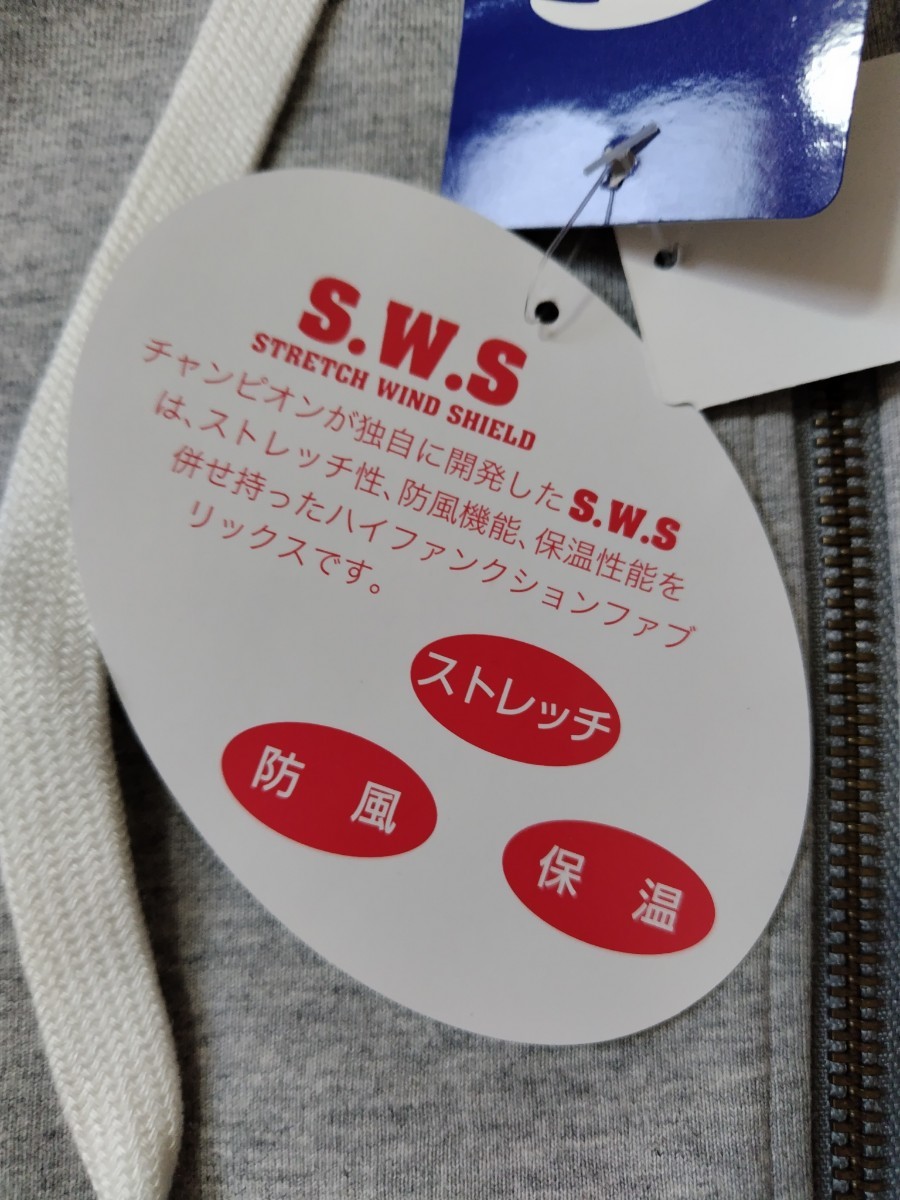 S.W.S
STRETCH WIND SHIELD
チャンピオンが独自に開発したS.W.S
は、ストレッチ性、防風機能、保温性能を
併せ持ったハイファンクションファブ
リックスです。
ストレッチ
防 風
保 温